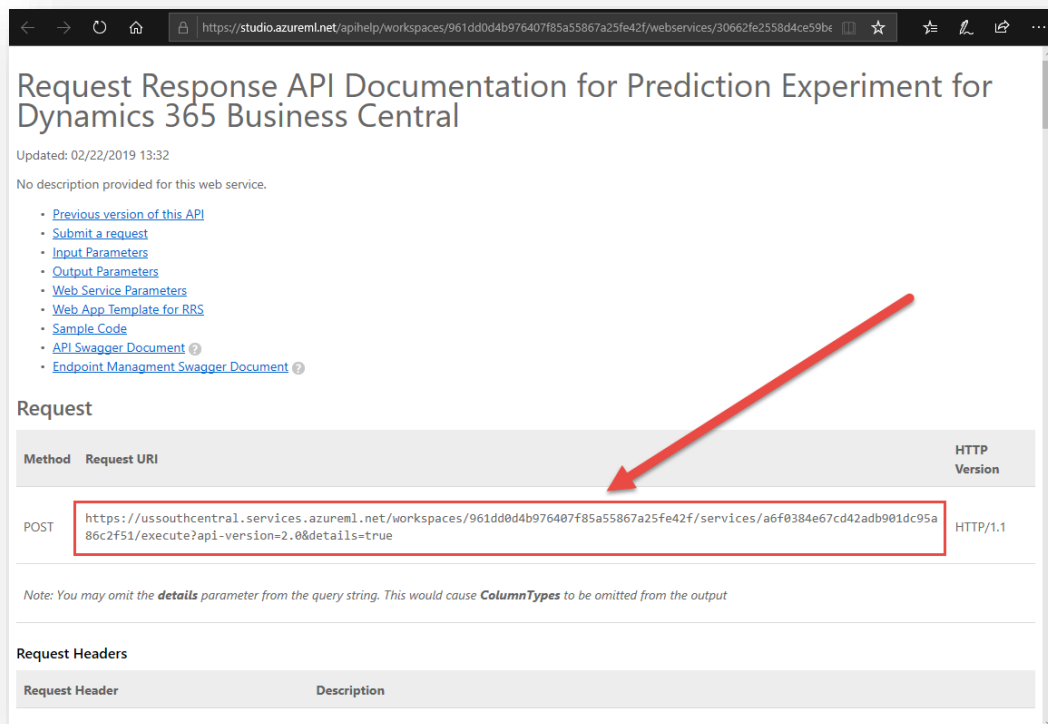 https://studio.azureml.net/apihelp/workspaces/961dd0d4b976407f85a55867a25fe42f/webservices/30662fe2558d4ce59be
Request Response API Documentation for Prediction Experiment for
Dynamics 365 Business Central
Updated: 02/22/2019 13:32
No description provided for this web service.
• Previous version of this API
• Submit a request
• Input Parameters
• Output Parameters
• Web Service Parameters
• Web App Template for RRS
• Sample Code
• API Swagger Document ?
• Endpoint Managment Swagger Document ?
Request
Method Request URI HTTP
Version
POST https://ussouthcentral.services.azureml.net/workspaces/961dd0d4b976407f85a55867a25fe42f/services/a6f0384e67cd42adb901dc95a HTTP/1.1
86c2f51/execute?api-version=2.0&details=true
Note: You may omit the details parameter from the query string. This would cause ColumnTypes to be omitted from the output
Request Headers
Request Header Description